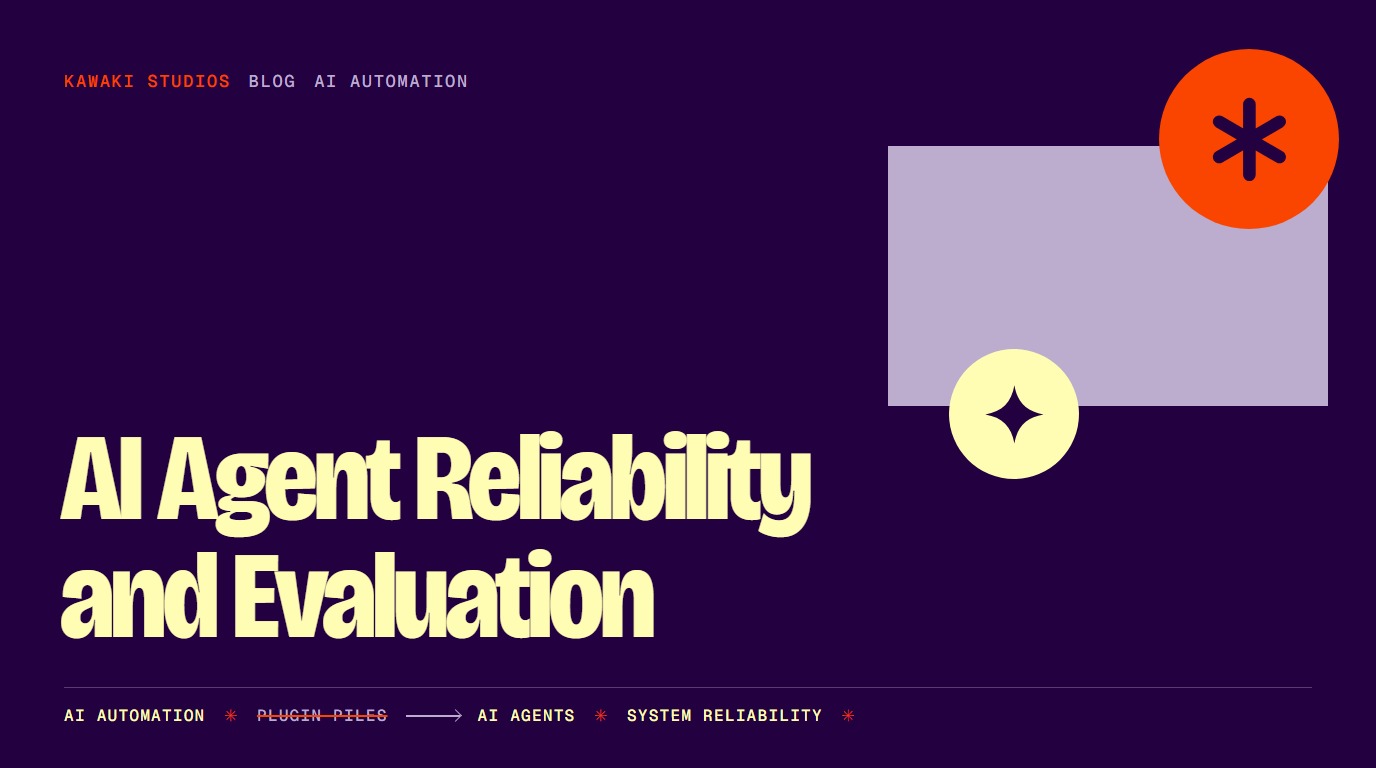 KAWAKI STUDIOS BLOG AI AUTOMATION
AI Agent Reliability
and Evaluation
AI AUTOMATION ✳ PLUGIN PILES → AI AGENTS ✳ SYSTEM RELIABILITY ✳